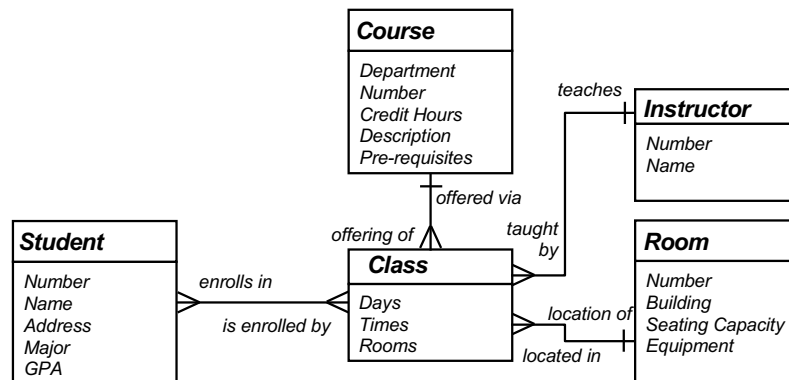 Course
Department
Number
Credit Hours
Description
Pre-requisites
teaches
Instructor
Number
Name
offered via
offering of
taught
by
Student
Number
Name
Address
Major
GPA
enrolls in
is enrolled by
Class
Days
Times
Rooms
location of
located in
Room
Number
Building
Seating Capacity
Equipment